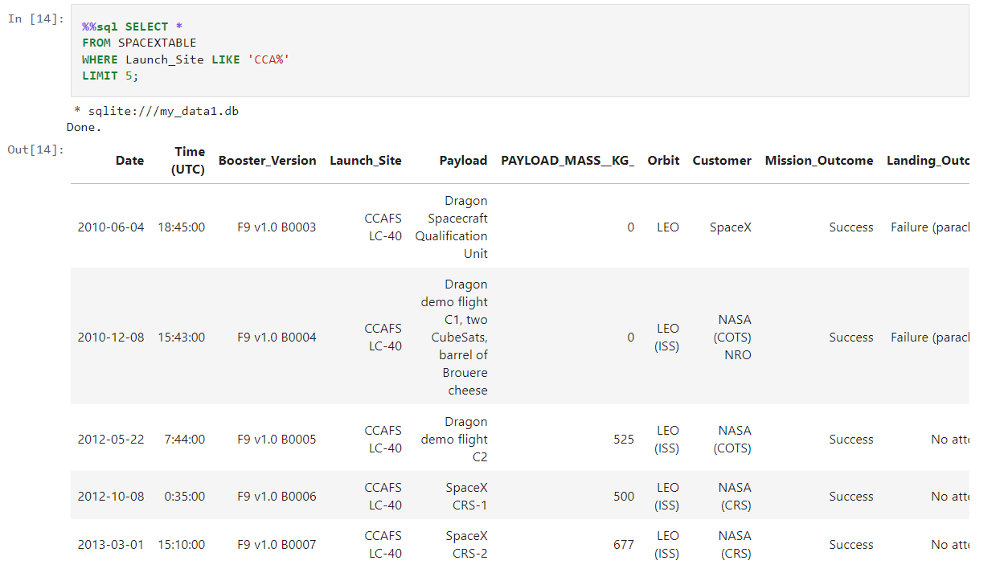 In [14]:
%%sql SELECT *
FROM SPACEXTABLE
WHERE Launch_Site LIKE 'CCA%'
LIMIT 5;
* sqlite:///my_data1.db
Done.
Out[14]:
Date Time (UTC) Booster_Version Launch_Site Payload PAYLOAD_MASS__KG_ Orbit Customer Mission_Outcome Landing_Outc
2010-06-04 18:45:00 F9 v1.0 B0003 CCAFS LC-40 Dragon Spacecraft Qualification Unit 0 LEO SpaceX Success Failure (parach
2010-12-08 15:43:00 F9 v1.0 B0004 CCAFS LC-40 Dragon demo flight C1, two CubeSats, barrel of Brouere cheese 0 LEO (ISS) NASA (COTS) NRO Success Failure (parach
2012-05-22 7:44:00 F9 v1.0 B0005 CCAFS LC-40 Dragon demo flight C2 525 LEO (ISS) NASA (COTS) Success No atte
2012-10-08 0:35:00 F9 v1.0 B0006 CCAFS LC-40 SpaceX CRS-1 500 LEO (ISS) NASA (CRS) Success No atte
2013-03-01 15:10:00 F9 v1.0 B0007 CCAFS LC-40 SpaceX CRS-2 677 LEO (ISS) NASA (CRS) Success No atte